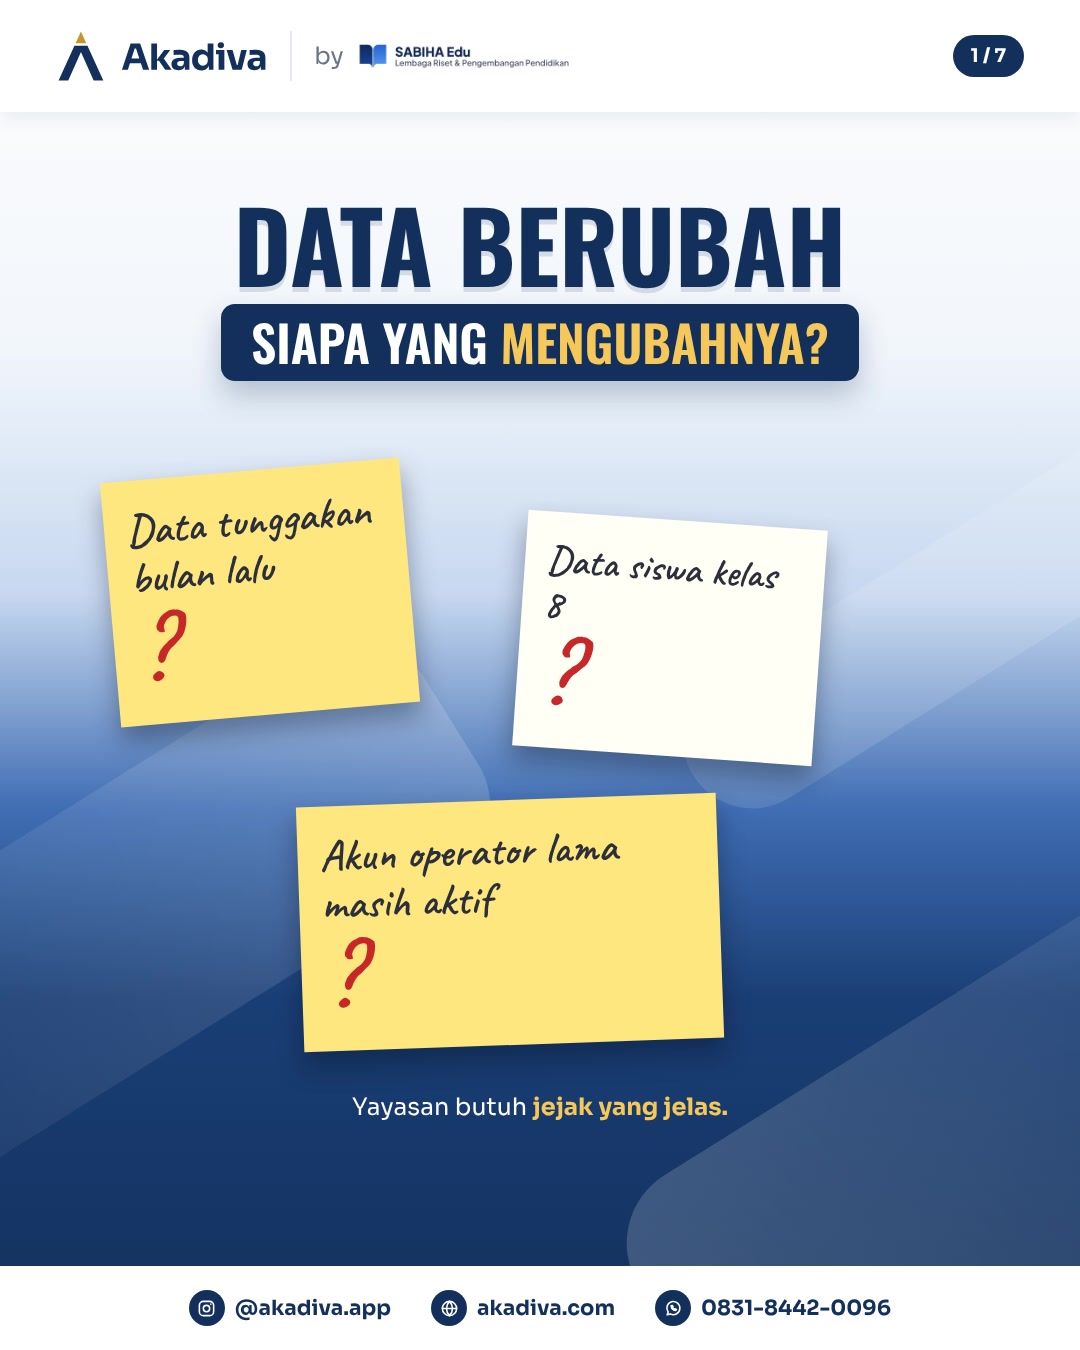 Akadiva
by
SABIHA Edu
Lembaga Riset & Pengembangan Pendidikan
1 / 7
DATA BERUBAH
SIAPA YANG MENGUBAHNYA?
Data tunggakan
bulan lalu
?
Data siswa kelas
8
?
Akun operator lama
masih aktif
?
Yayasan butuh jejak yang jelas.
@akadiva.app
akadiva.com
0831-8442-0096